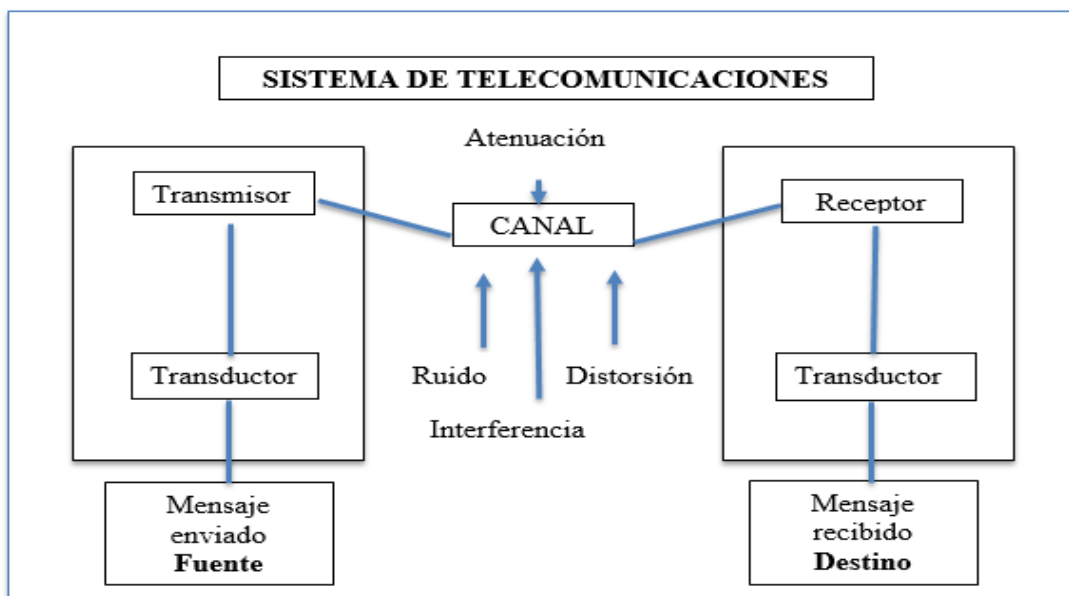 SISTEMA DE TELECOMUNICACIONES
Atenuación
Transmisor
CANAL
Receptor
Transductor
Ruido
Distorsión
Transductor
Interferencia
Mensaje
enviado
Fuente
Mensaje
recibido
Destino